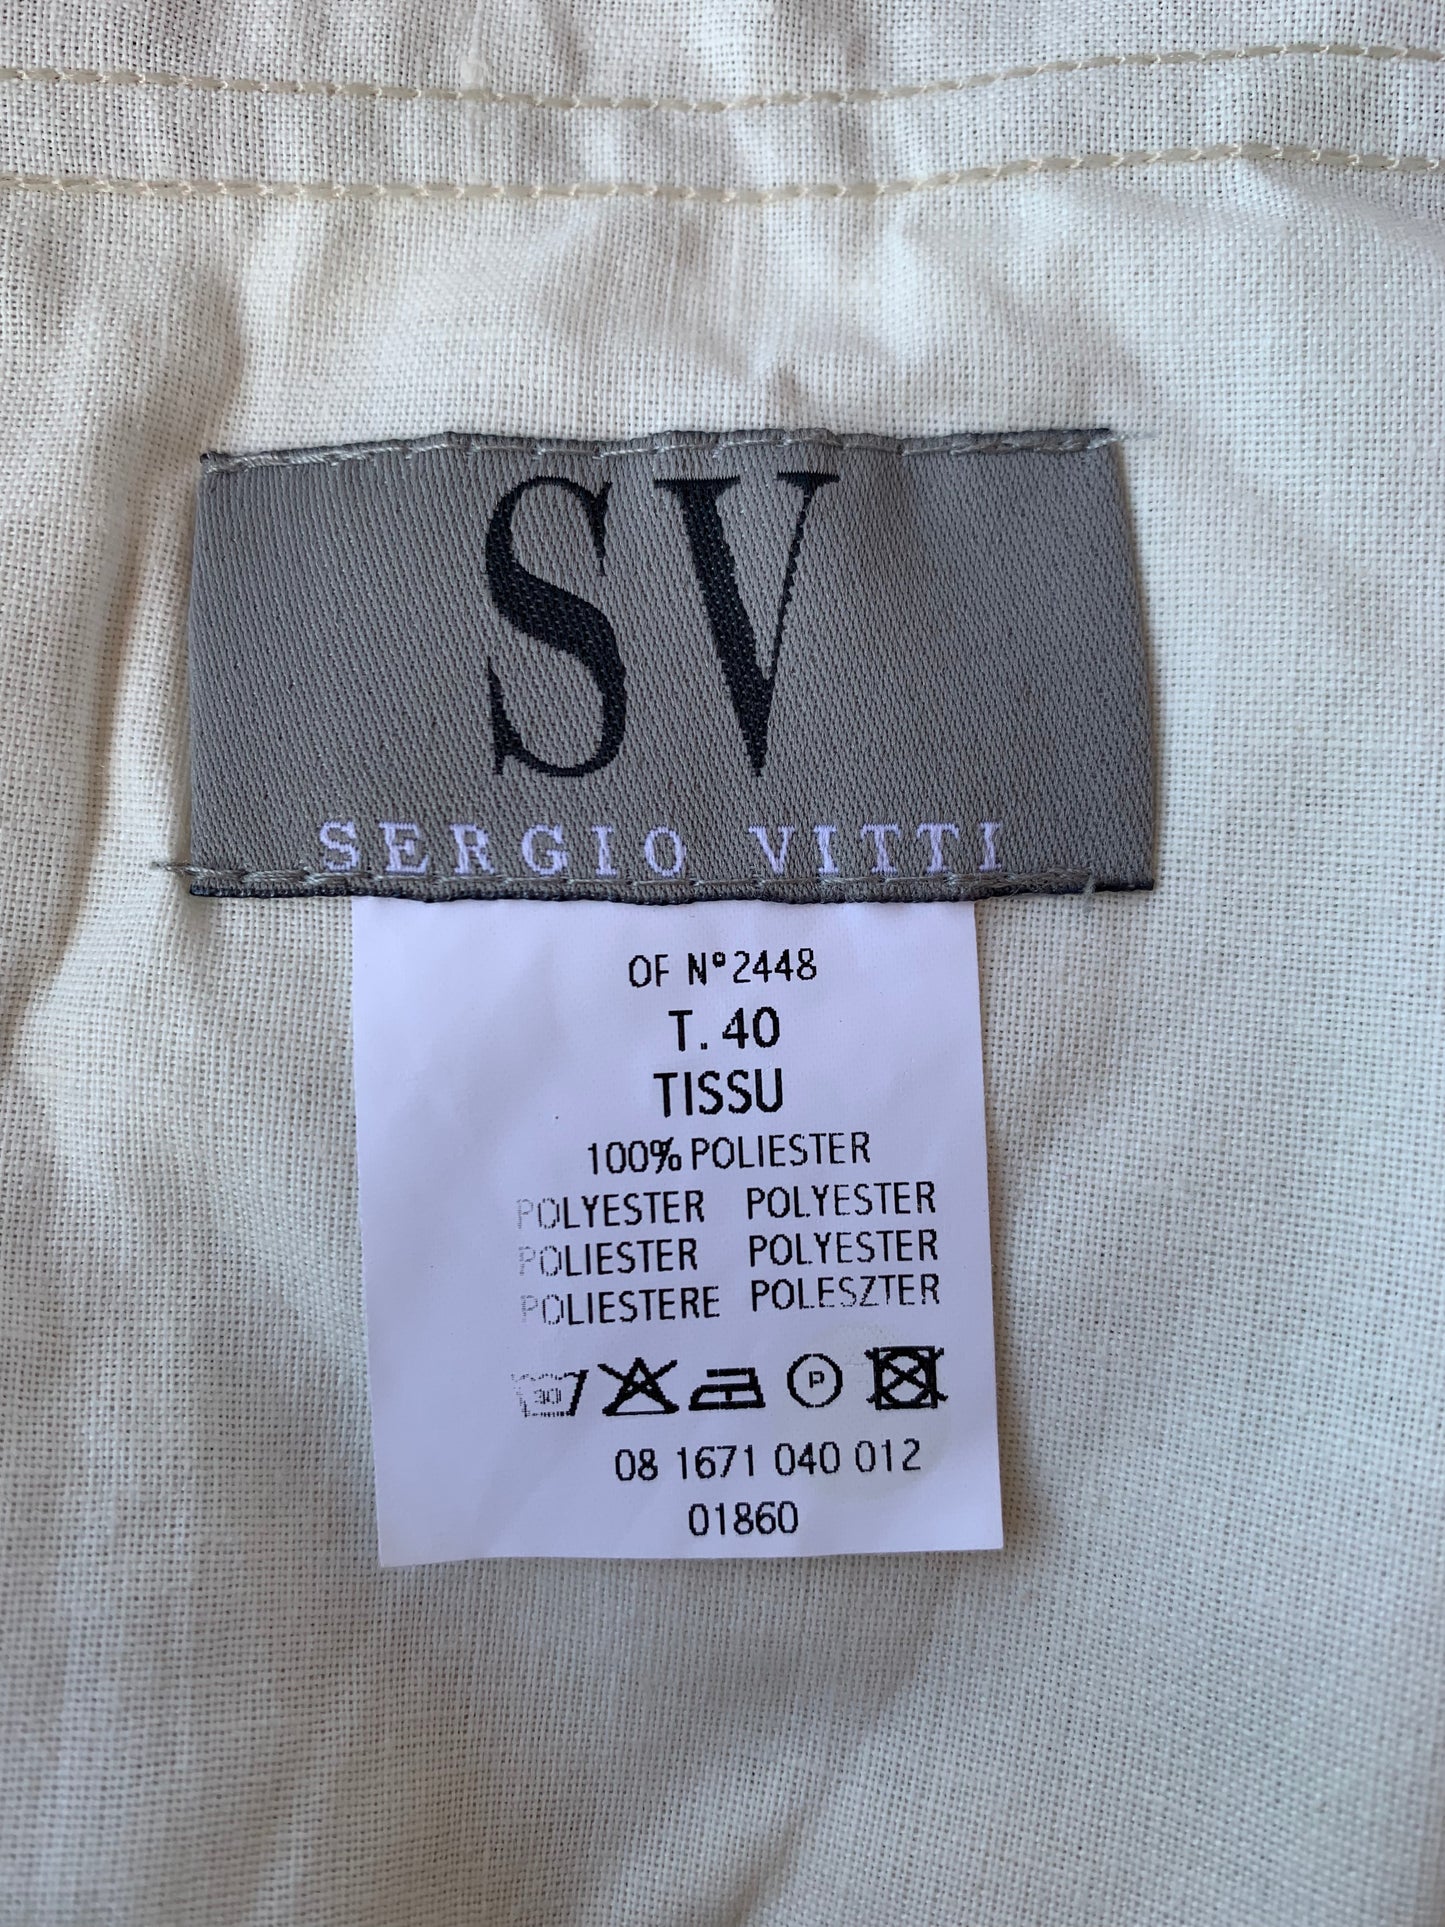 SV
SERGIO VITTI
OF N°2448
T. 40
TISSU
100% POLIESTER
POLYESTER POLYESTER
POLIESTER POLYESTER
POLIESTERE POLESZTER
30 P
08 1671 040 012
01860